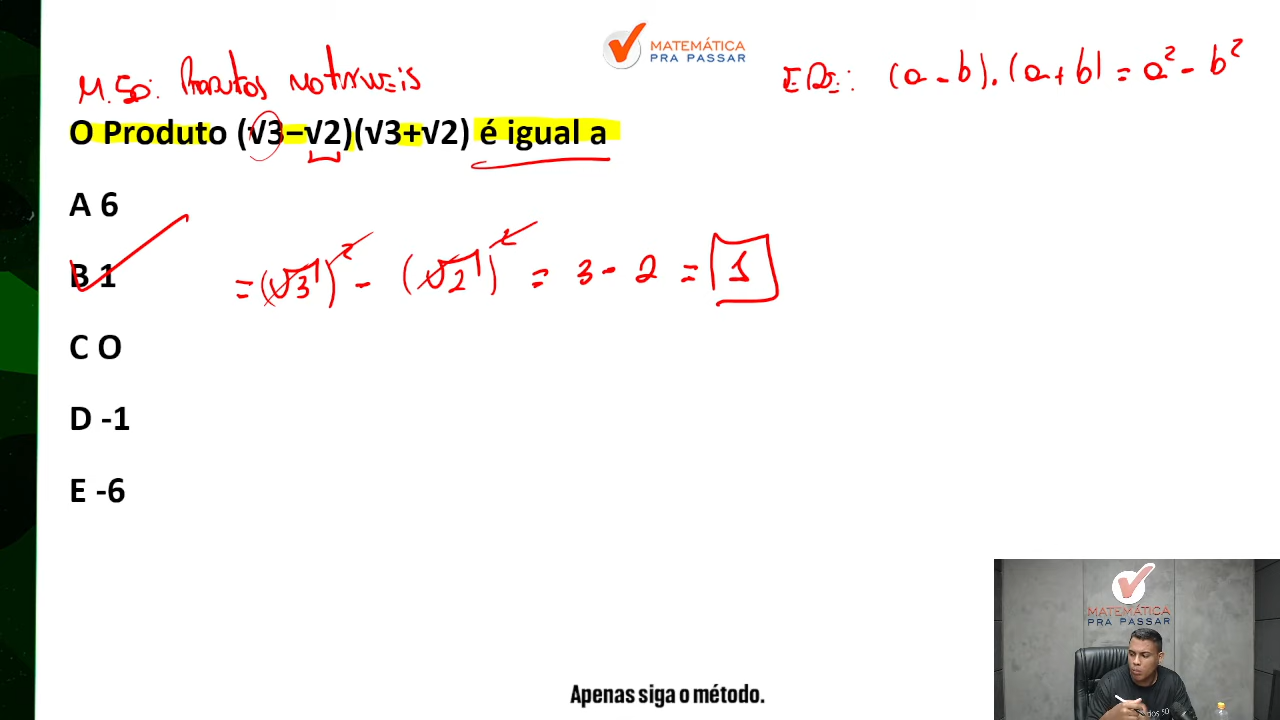 MATEMÁTICA
PRA PASSAR
M.50: Produtos notáveis
(a - b).(a + b) = a² - b²
O Produto (√3−√2)(√3+√2) é igual a
A 6
B 1
= (√3)² - (√2)² = 3 - 2 = 1
C O
D -1
E -6
MATEMÁTICA
PRA PASSAR
Apenas siga o método.